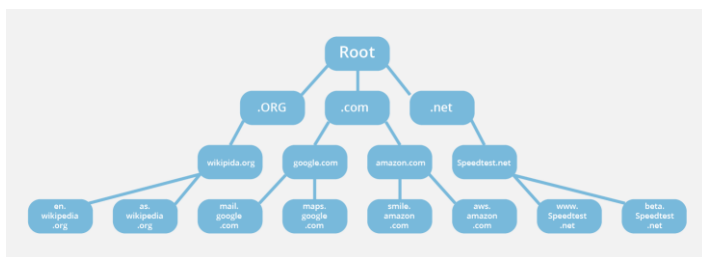 Root
.ORG
.com
.net
wikipida.org
google.com
amazon.com
Speedtest.net
en.
wikipedia
.org
as.
wikipedia
.org
mail.
google
.com
maps.
google
.com
smile.
amazon
.com
aws.
amazon
.com
www.
Speedtest
.net
beta.
Speedtest
.net